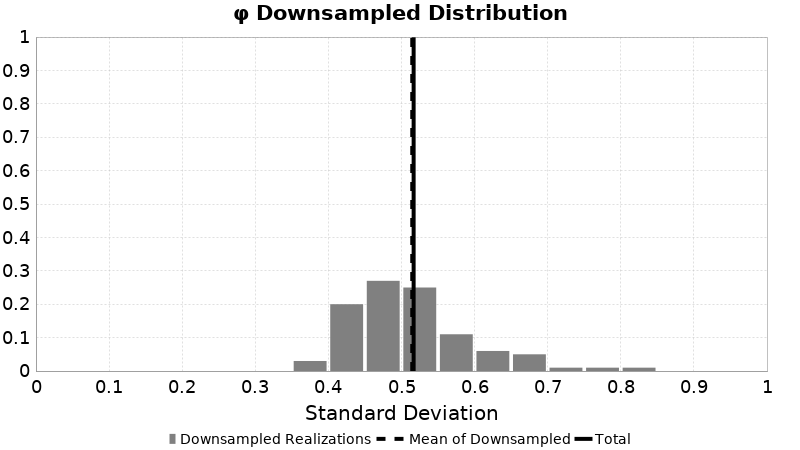 φ Downsampled Distribution
1
0.9
0.8
0.7
0.6
0.5
0.4
0.3
0.2
0.1
0
0 0.1 0.2 0.3 0.4 0.5 0.6 0.7 0.8 0.9 1
Standard Deviation
Downsampled Realizations Mean of Downsampled Total